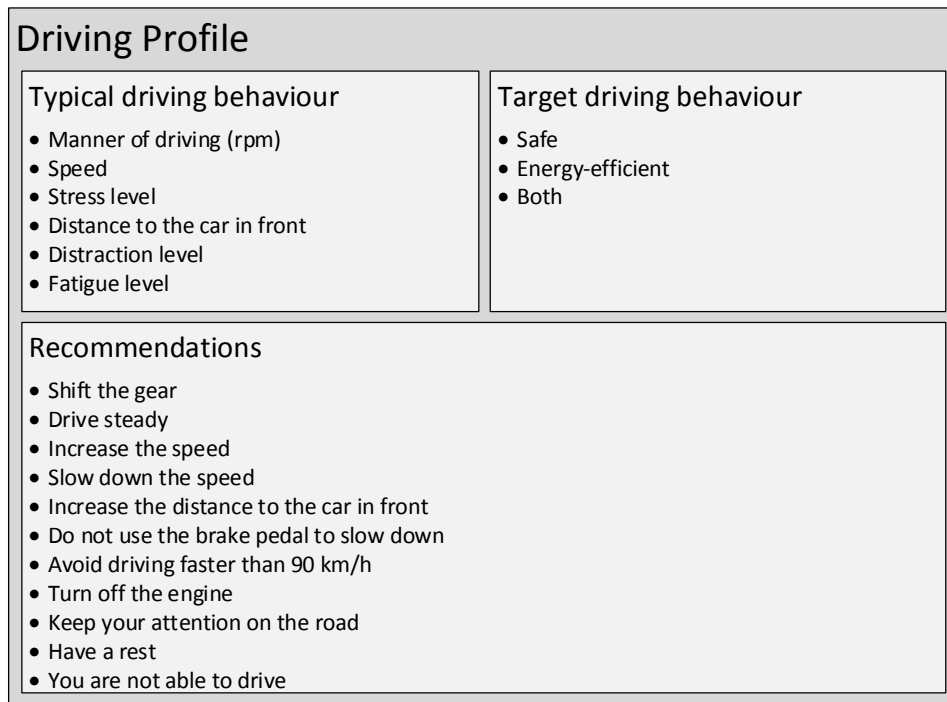 Driving Profile
Typical driving behaviour
• Manner of driving (rpm)
• Speed
• Stress level
• Distance to the car in front
• Distraction level
• Fatigue level
Target driving behaviour
• Safe
• Energy-efficient
• Both
Recommendations
• Shift the gear
• Drive steady
• Increase the speed
• Slow down the speed
• Increase the distance to the car in front
• Do not use the brake pedal to slow down
• Avoid driving faster than 90 km/h
• Turn off the engine
• Keep your attention on the road
• Have a rest
• You are not able to drive